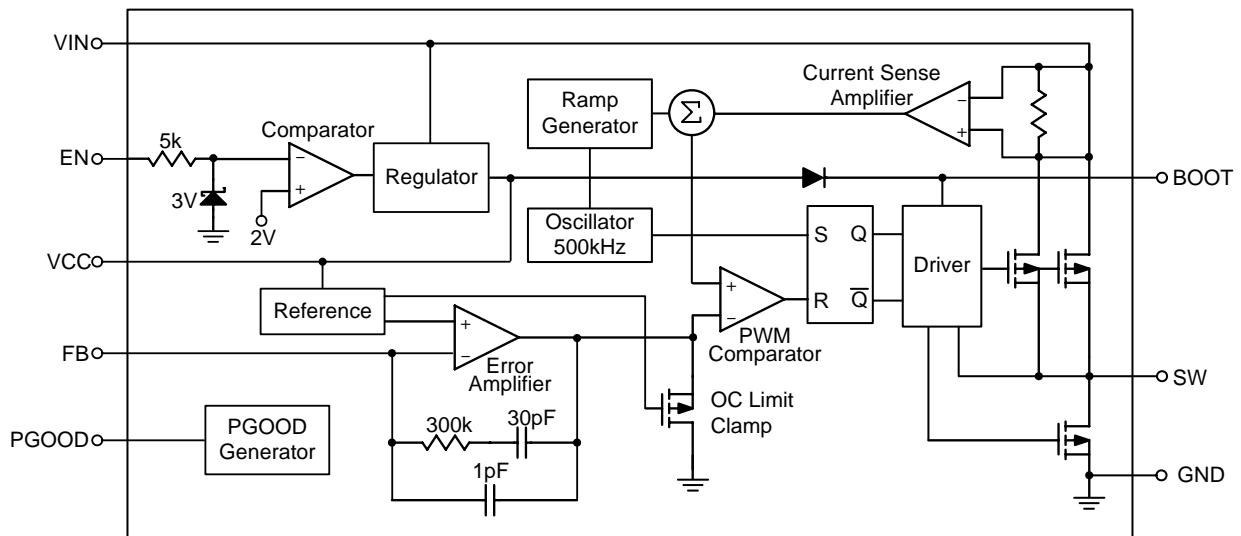 VIN
EN
VCC
FB
PGOOD
5k
3V
Comparator
−
+
2V
Regulator
Ramp
Generator
Σ
Current Sense
Amplifier
−
+
BOOT
Oscillator
500kHz
S Q
R Q̅
Driver
Reference
+
−
Error
Amplifier
+
−
PWM
Comparator
OC Limit
Clamp
SW
300k
30pF
1pF
PGOOD
Generator
GND